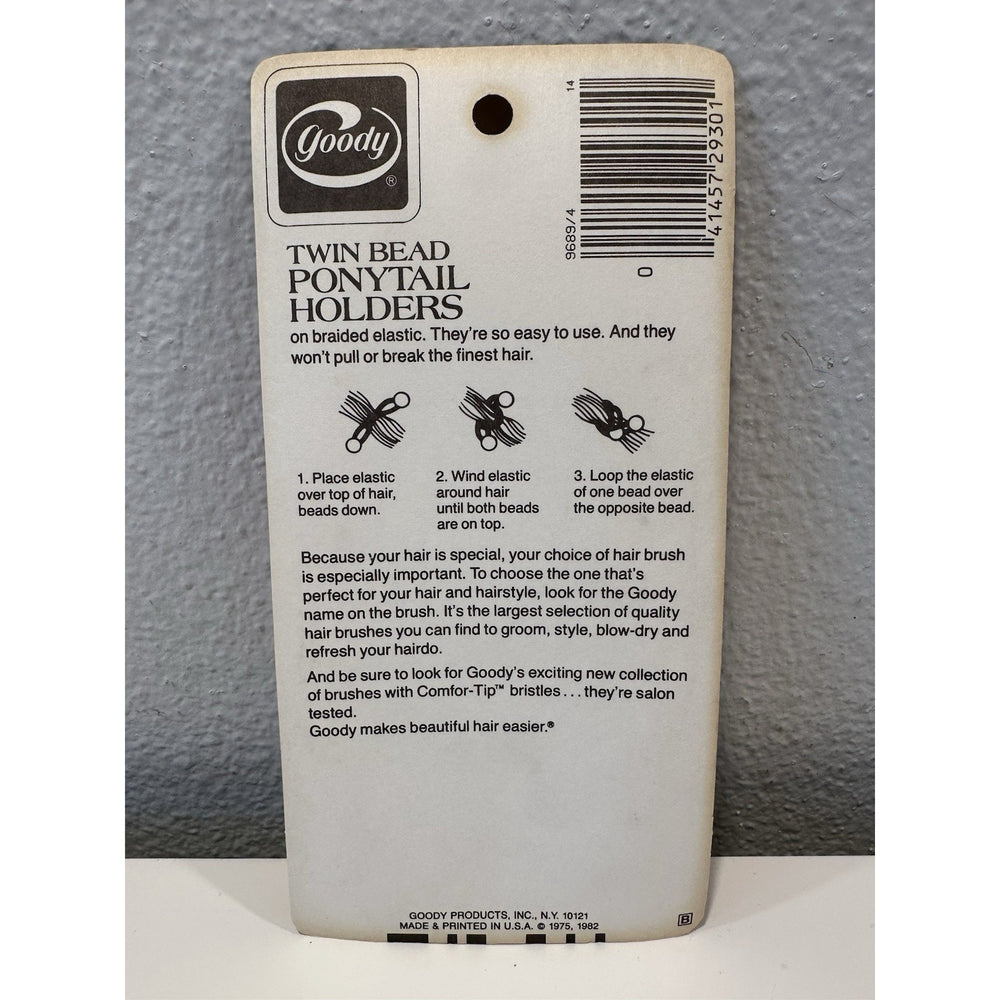 goody
®
14
41457 29301
9689/4
0
TWIN BEAD
PONYTAIL
HOLDERS
on braided elastic. They're so easy to use. And they
won't pull or break the finest hair.
1. Place elastic
over top of hair,
beads down.
2. Wind elastic
around hair
until both beads
are on top.
3. Loop the elastic
of one bead over
the opposite bead.
Because your hair is special, your choice of hair brush
is especially important. To choose the one that's
perfect for your hair and hairstyle, look for the Goody
name on the brush. It's the largest selection of quality
hair brushes you can find to groom, style, blow-dry and
refresh your hairdo.
And be sure to look for Goody's exciting new collection
of brushes with Comfor-Tip™ bristles...they're salon
tested.
Goody makes beautiful hair easier.®
GOODY PRODUCTS, INC., N.Y. 10121
MADE & PRINTED IN U.S.A. © 1975, 1982
B